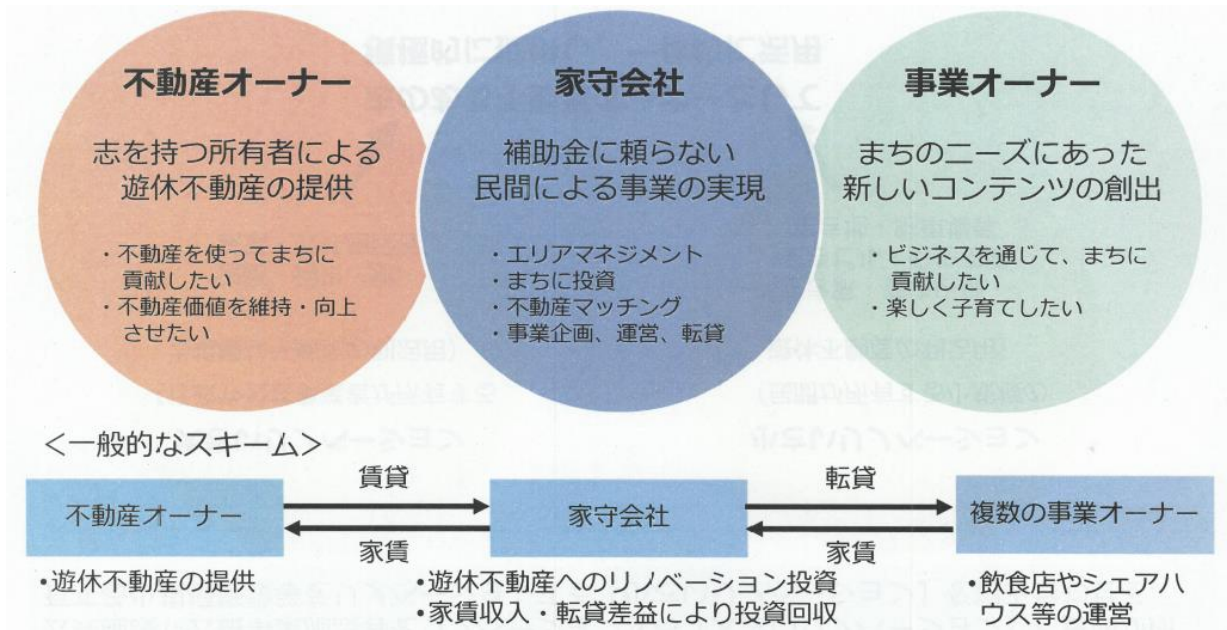 不動産オーナー
志を持つ所有者による
遊休不動産の提供
・不動産を使ってまちに
貢献したい
・不動産価値を維持・向上
させたい
家守会社
補助金に頼らない
民間による事業の実現
・エリアマネジメント
・まちに投資
・不動産マッチング
・事業企画、運営、転貸
事業オーナー
まちのニーズにあった
新しいコンテンツの創出
・ビジネスを通じて、まちに
貢献したい
・楽しく子育てしたい
<一般的なスキーム>
不動産オーナー
賃貸
家賃
家守会社
転貸
家賃
複数の事業オーナー
•遊休不動産の提供
•遊休不動産へのリノベーション投資
•家賃収入・転貸差益により投資回収
•飲食店やシェアハ
ウス等の運営